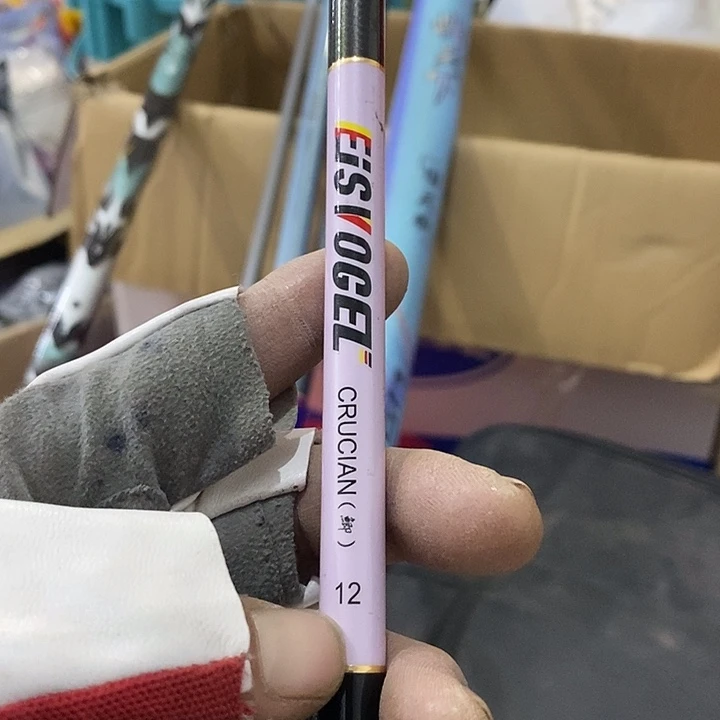 EiSVOGEL
CRUCIAN（鲫）
12